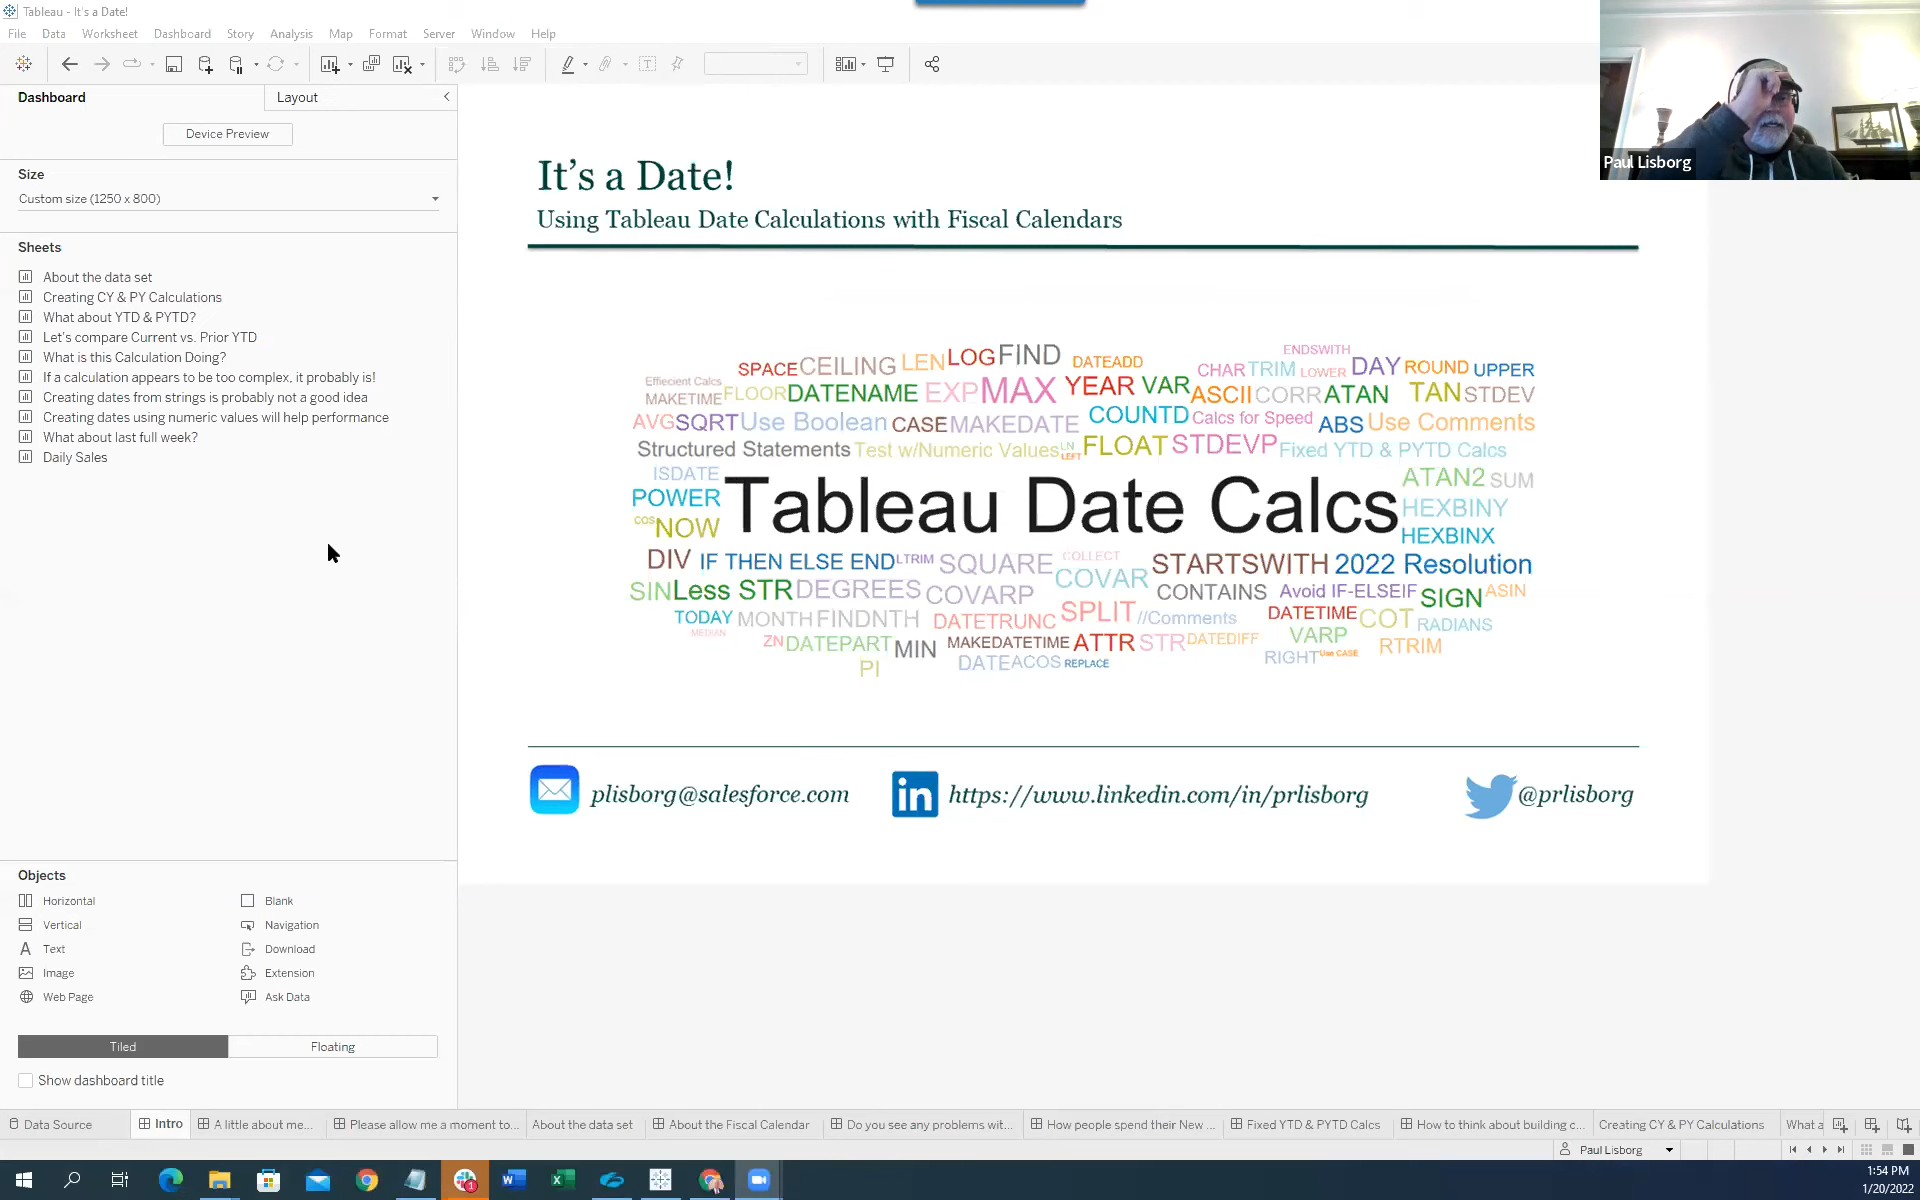 Tableau - It's a Date!
File Data Worksheet Dashboard Story Analysis Map Format Server Window Help
Paul Lisborg
Dashboard Layout
Device Preview
Size
Custom size (1250 x 800)
Sheets
About the data set
Creating CY & PY Calculations
What about YTD & PYTD?
Let's compare Current vs. Prior YTD
What is this Calculation Doing?
If a calculation appears to be too complex, it probably is!
Creating dates from strings is probably not a good idea
Creating dates using numeric values will help performance
What about last full week?
Daily Sales
Objects
Horizontal Blank
Vertical Navigation
Text Download
Image Extension
Web Page Ask Data
Tiled Floating
Show dashboard title
It's a Date!
Using Tableau Date Calculations with Fiscal Calendars
ENDSWITH
SPACE CEILING LEN LOG FIND DATEADD CHAR TRIM LOWER DAY ROUND UPPER
Effiecient Calcs
MAKETIME FLOOR DATENAME EXP MAX YEAR VAR ASCII CORR ATAN TAN STDEV
AVG SQRT Use Boolean CASE MAKEDATE COUNTD Calcs for Speed ABS Use Comments
Structured Statements Test w/Numeric Values LN LEFT FLOAT STDEVP Fixed YTD & PYTD Calcs
ISDATE ATAN2 SUM
POWER Tableau Date Calcs HEXBINY
COS NOW HEXBINX
DIV IF THEN ELSE END LTRIM SQUARE COLLECT STARTSWITH 2022 Resolution
SIN Less STR DEGREES COVARP COVAR CONTAINS Avoid IF-ELSEIF SIGN ASIN
TODAY MONTH FINDNTH DATETRUNC SPLIT //Comments DATETIME COT RADIANS
MEDIAN ZN DATEPART MIN MAKEDATETIME ATTR STR DATEDIFF VARP RTRIM
PI DATE ACOS REPLACE RIGHT Use CASE
plisborg@salesforce.com in https://www.linkedin.com/in/prlisborg @prlisborg
Data Source Intro A little about me... Please allow me a moment to... About the data set About the Fiscal Calendar Do you see any problems wit... How people spend their New ... Fixed YTD & PYTD Calcs How to think about building c... Creating CY & PY Calculations What a
Paul Lisborg
1
1:54 PM
1/20/2022